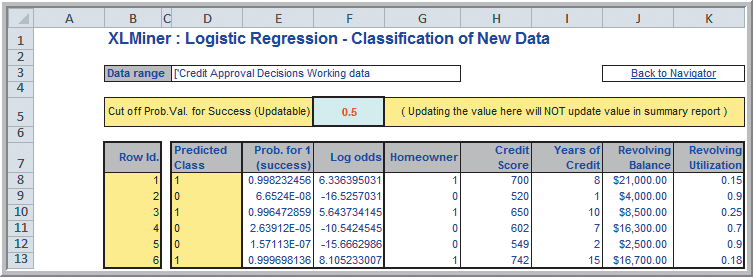 A B C D E F G H I J K
1 XLMiner : Logistic Regression - Classification of New Data
2
3 Data range ['Credit Approval Decisions Working data Back to Navigator
4
5 Cut off Prob.Val. for Success (Updatable) 0.5 ( Updating the value here will NOT update value in summary report )
6
7 Row Id. Predicted Class Prob. for 1 (success) Log odds Homeowner Credit Score Years of Credit Revolving Balance Revolving Utilization
8 1 1 0.998232456 6.336395031 1 700 8 $21,000.00 0.15
9 2 0 6.6524E-08 -16.5257031 0 520 1 $4,000.00 0.9
10 3 1 0.996472859 5.643734145 1 650 10 $8,500.00 0.25
11 4 0 2.63912E-05 -10.5424545 0 602 7 $16,300.00 0.7
12 5 0 1.57113E-07 -15.6662986 0 549 2 $2,500.00 0.9
13 6 1 0.999698136 8.105233007 1 742 15 $16,700.00 0.18